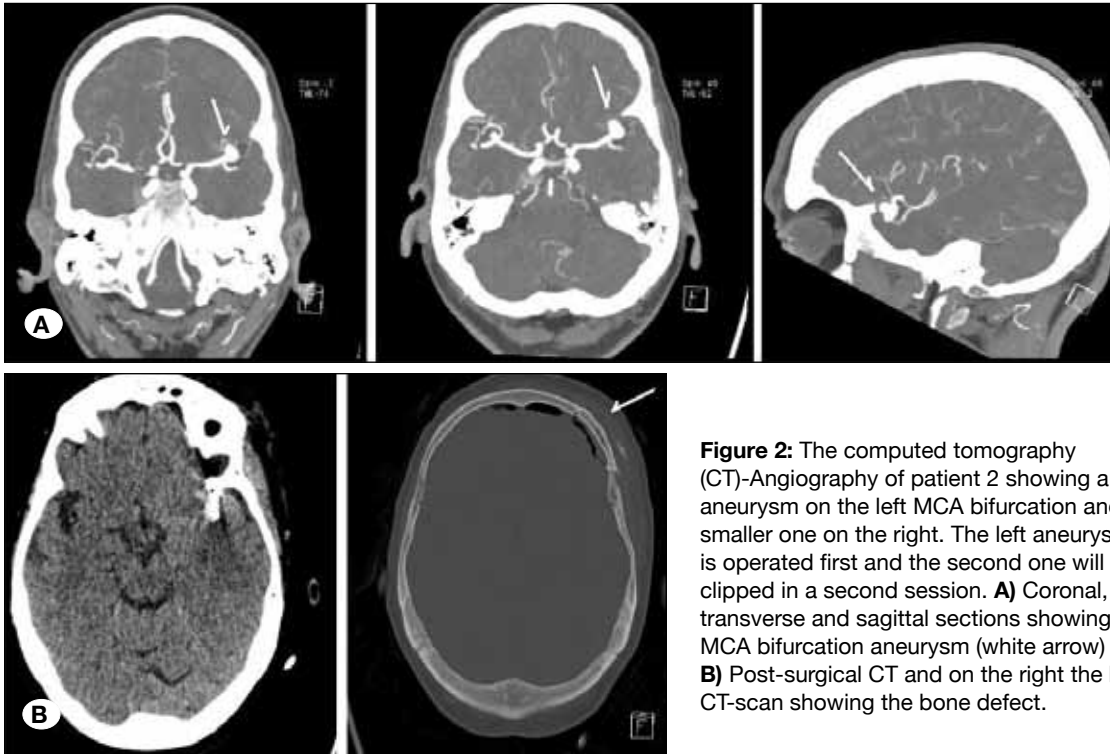 A
B
Figure 2: The computed tomography
(CT)-Angiography of patient 2 showing a
aneurysm on the left MCA bifurcation an
smaller one on the right. The left aneurys
is operated first and the second one will
clipped in a second session. A) Coronal,
transverse and sagittal sections showing
MCA bifurcation aneurysm (white arrow)
B) Post-surgical CT and on the right the
CT-scan showing the bone defect.